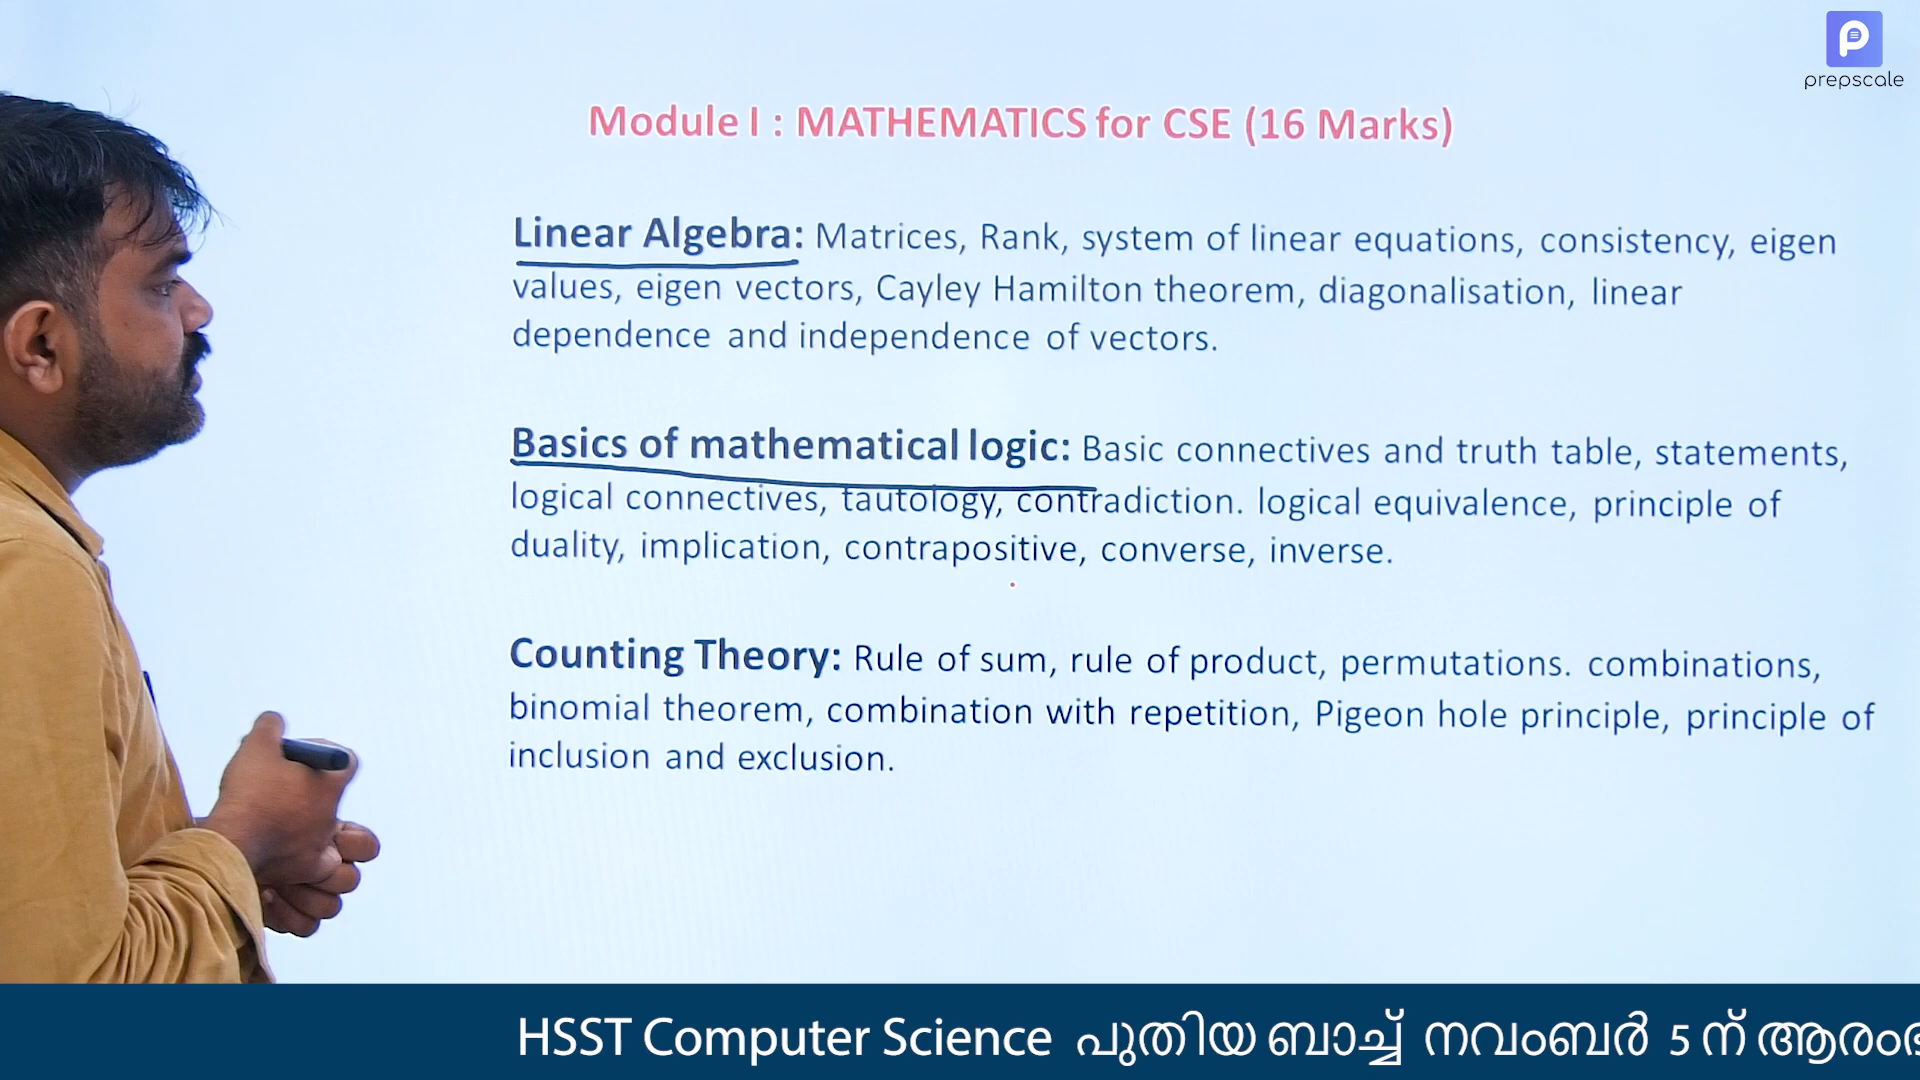 prepscale
Module I : MATHEMATICS for CSE (16 Marks)
Linear Algebra: Matrices, Rank, system of linear equations, consistency, eigen
values, eigen vectors, Cayley Hamilton theorem, diagonalisation, linear
dependence and independence of vectors.
Basics of mathematical logic: Basic connectives and truth table, statements,
logical connectives, tautology, contradiction. logical equivalence, principle of
duality, implication, contrapositive, converse, inverse.
Counting Theory: Rule of sum, rule of product, permutations. combinations,
binomial theorem, combination with repetition, Pigeon hole principle, principle of
inclusion and exclusion.
HSST Computer Science പുതിയ ബാച്ച് നവംബർ 5 ന്